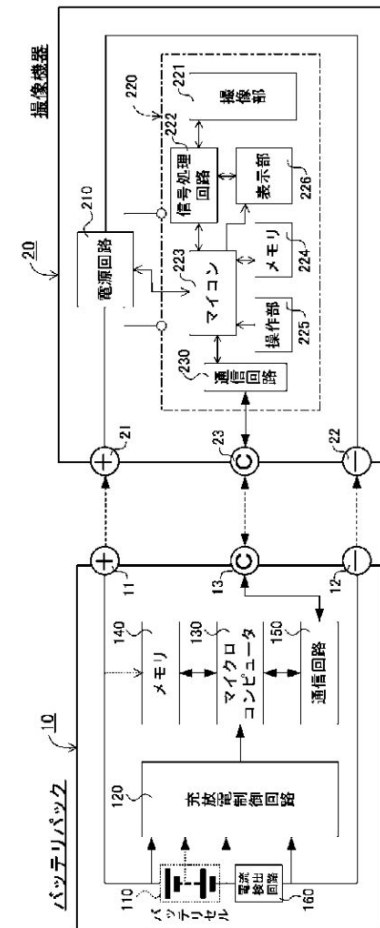 バッテリパック
10
バッテリセル
110
120
充放電制御回路
電流
検出
回路
160
140
メモリ
130
マイクロ
コンピュータ
150
通信回路
+
11
C
13
−
12
撮像機器
20
+
21
C
23
−
22
210
電源回路
220
221
撮像部
222
信号処理
回路
223
マイコン
表示部
226
メモリ
224
操作部
225
230
通信回路